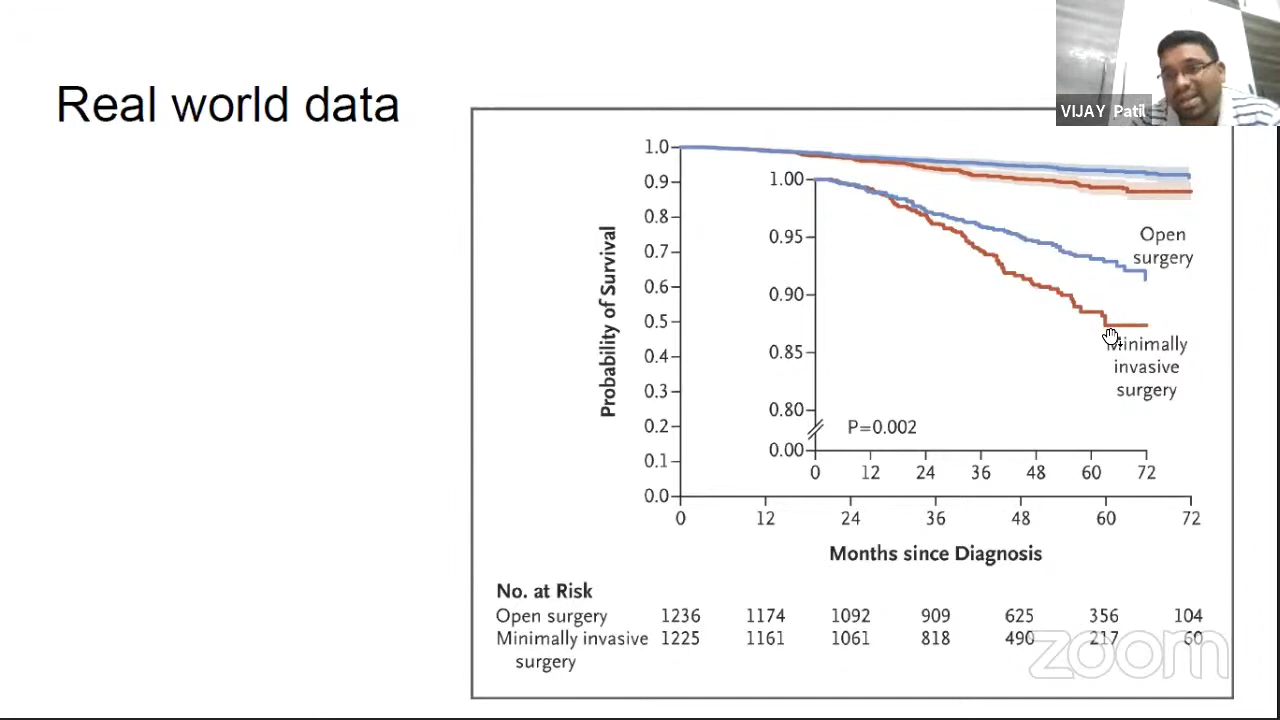 Real world data
VIJAY Patil
Probability of Survival
1.0
0.9
0.8
0.7
0.6
0.5
0.4
0.3
0.2
0.1
0.0
1.00
0.95
0.90
0.85
0.80
0.00
P=0.002
0 12 24 36 48 60 72
Open
surgery
Minimally
invasive
surgery
0 12 24 36 48 60 72
Months since Diagnosis
No. at Risk
Open surgery 1236 1174 1092 909 625 356 104
Minimally invasive 1225 1161 1061 818 490 217 60
surgery
zoom